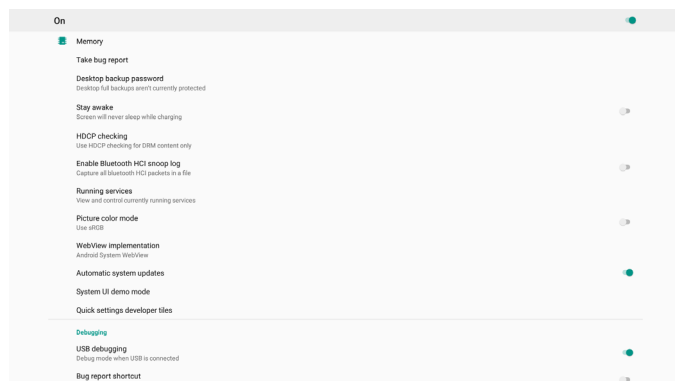 On
Memory
Take bug report
Desktop backup password
Desktop full backups aren't currently protected
Stay awake
Screen will never sleep while charging
HDCP checking
Use HDCP checking for DRM content only
Enable Bluetooth HCI snoop log
Capture all bluetooth HCI packets in a file
Running services
View and control currently running services
Picture color mode
Use sRGB
WebView implementation
Android System WebView
Automatic system updates
System UI demo mode
Quick settings developer tiles
Debugging
USB debugging
Debug mode when USB is connected
Bug report shortcut